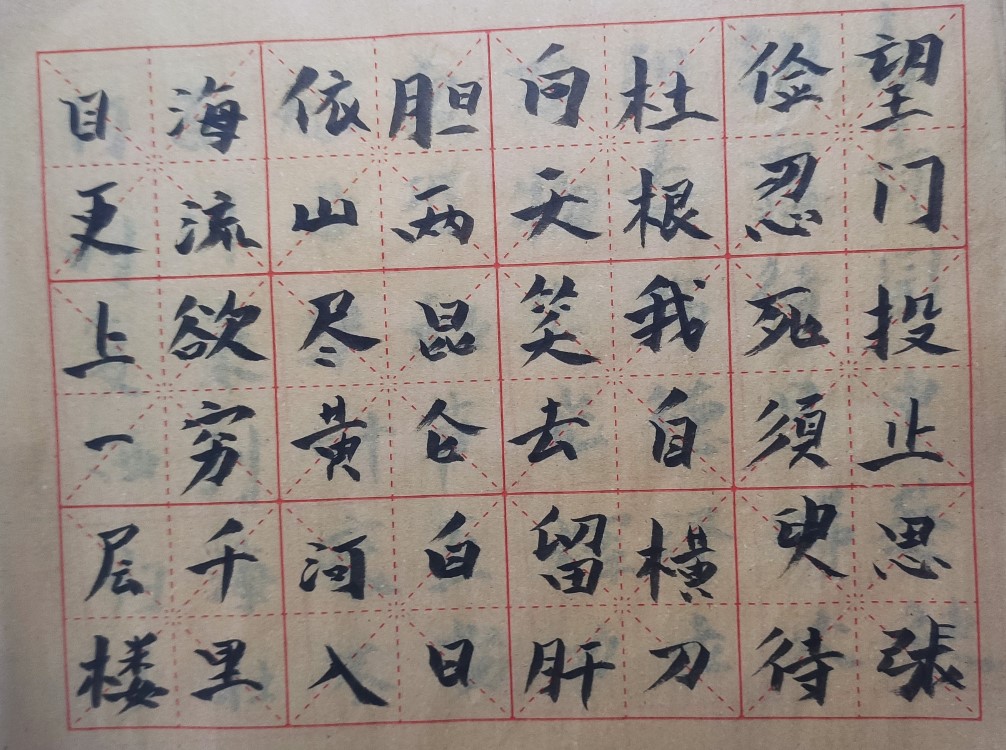 望门投止思张
俭忍死须臾待
杜根我自横刀
向天笑去留肝
胆两昆仑白日
依山尽黄河入
海流欲穷千里
目更上一层楼